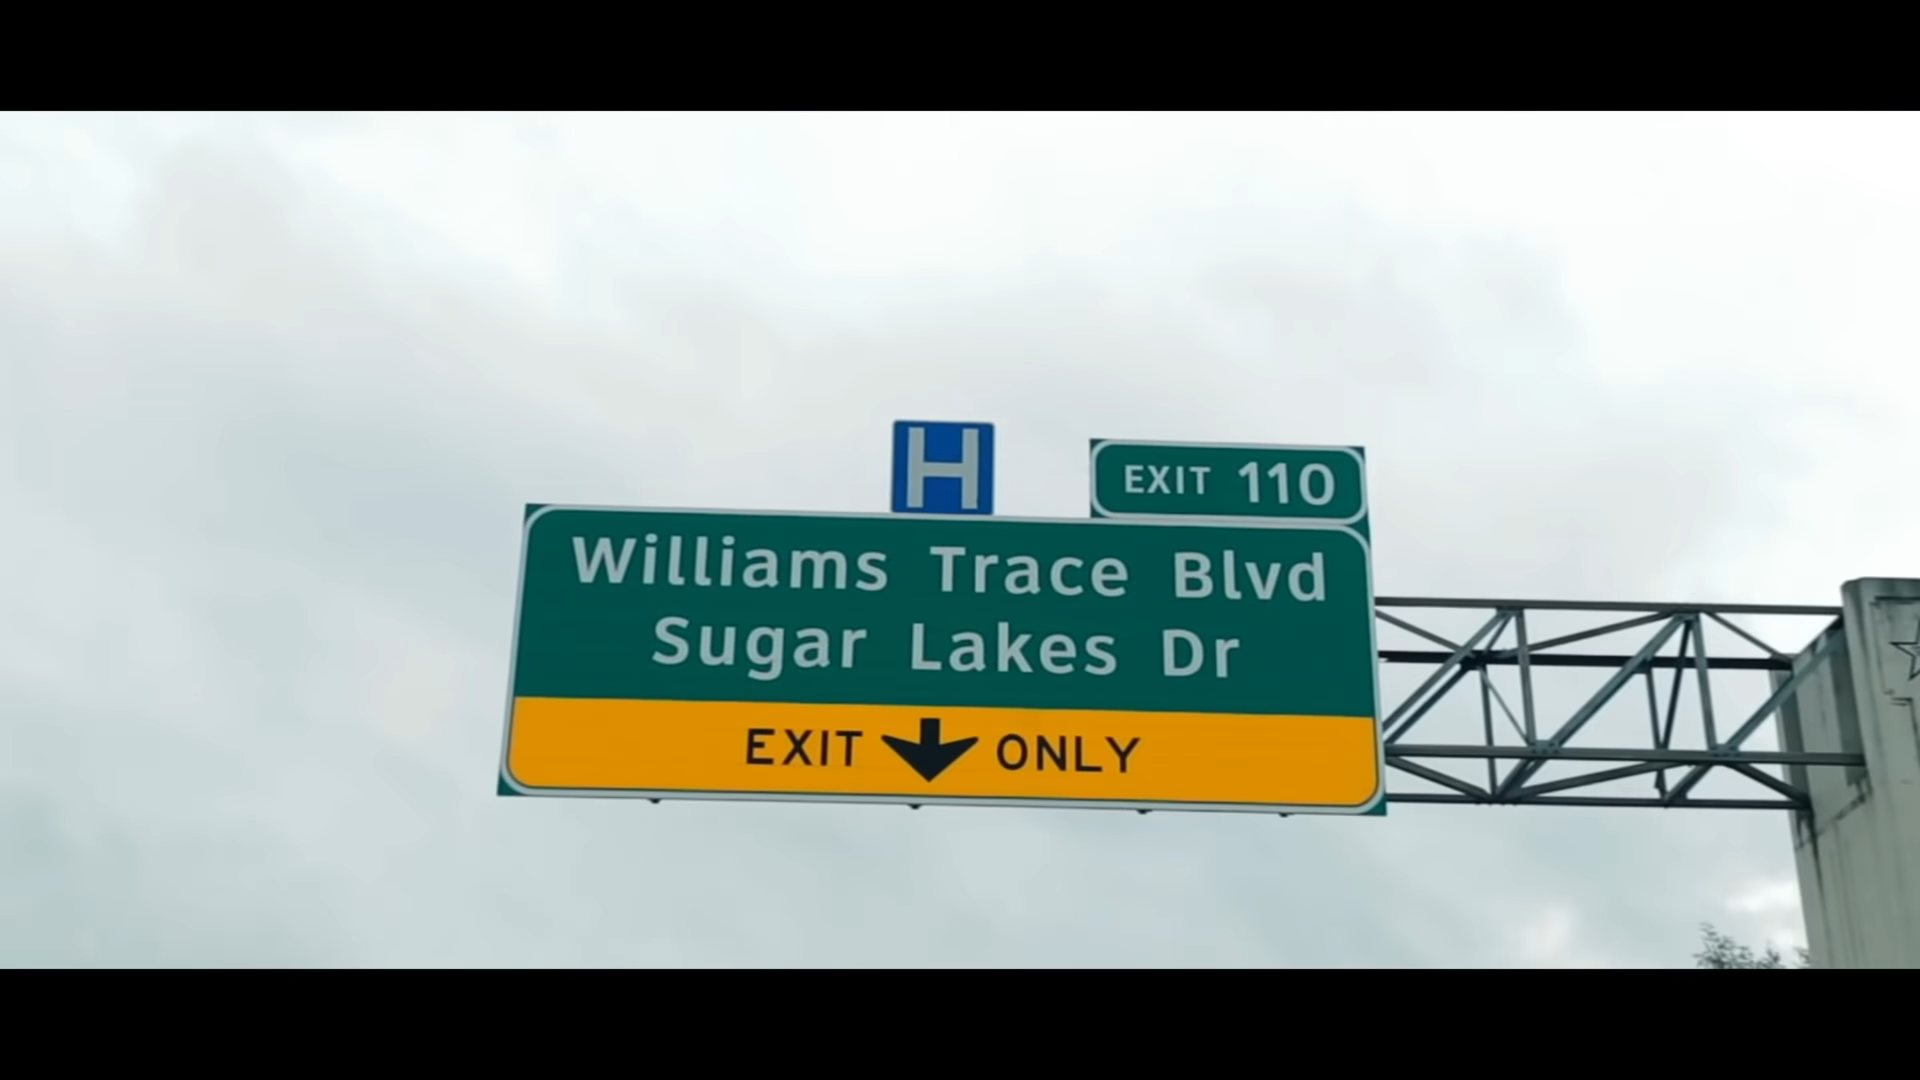 H
EXIT 110
Williams Trace Blvd
Sugar Lakes Dr
EXIT ONLY